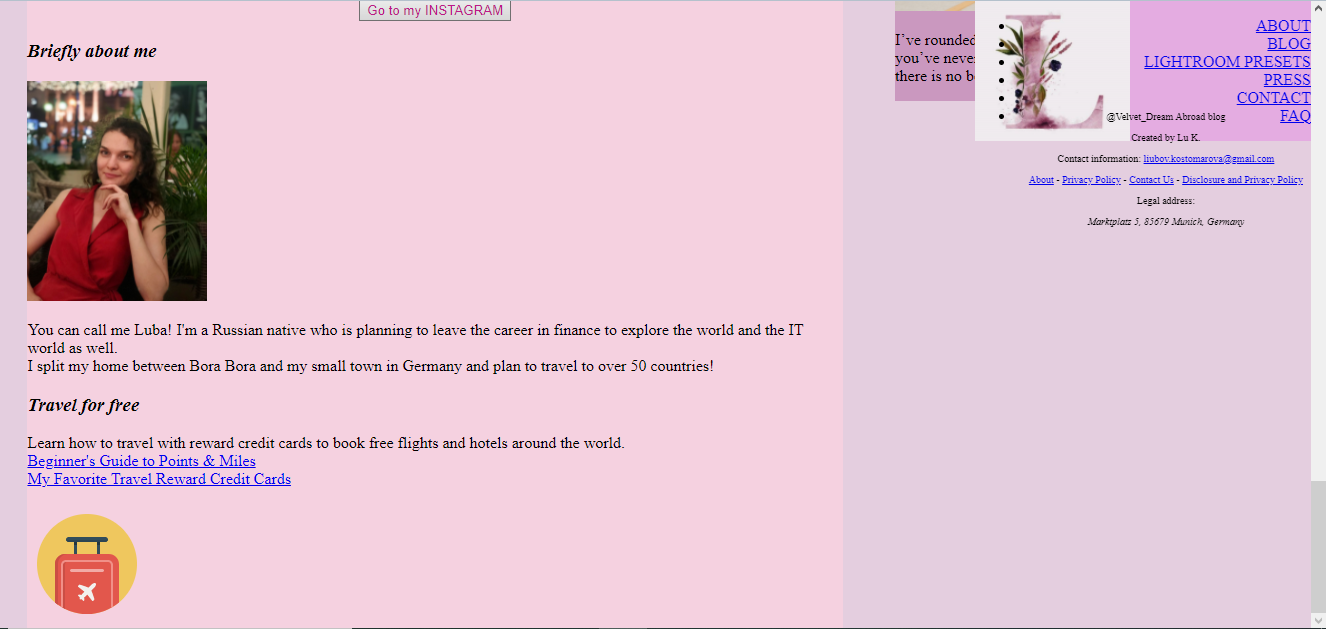 Go to my INSTAGRAM
Briefly about me
You can call me Luba! I'm a Russian native who is planning to leave the career in finance to explore the world and the IT
world as well.
I split my home between Bora Bora and my small town in Germany and plan to travel to over 50 countries!
Travel for free
Learn how to travel with reward credit cards to book free flights and hotels around the world.
Beginner's Guide to Points & Miles
My Favorite Travel Reward Credit Cards
I've rounded
you've neve
there is no b
L
ABOUT
BLOG
LIGHTROOM PRESETS
PRESS
CONTACT
FAQ
@Velvet_Dream Abroad blog
Created by Lu K.
Contact information: liubov.kostomarova@gmail.com
About - Privacy Policy - Contact Us - Disclosure and Privacy Policy
Legal address:
Marktplatz 5, 85679 Munich, Germany